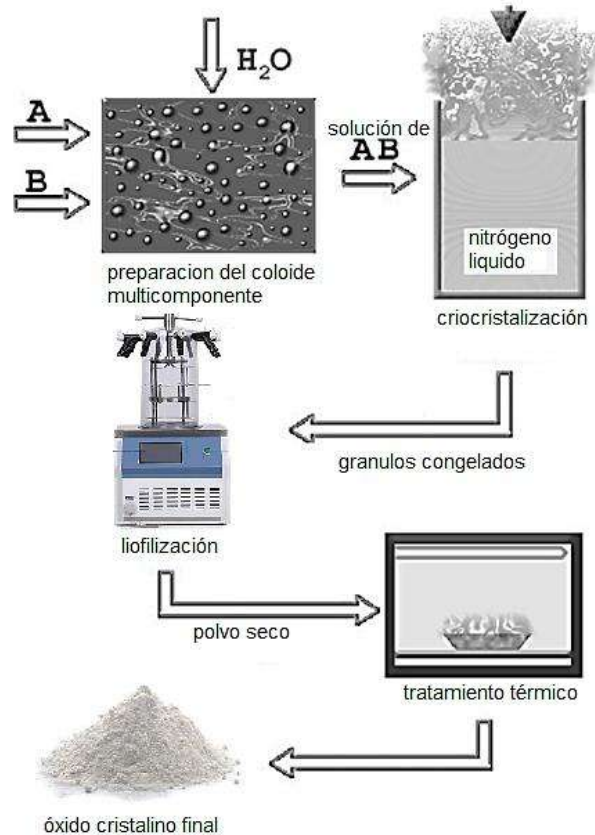 H₂O
A
B
preparacion del coloide
multicomponente
solución de
AB
nitrógeno
liquido
criocristalización
granulos congelados
liofilización
polvo seco
tratamiento térmico
óxido cristalino final